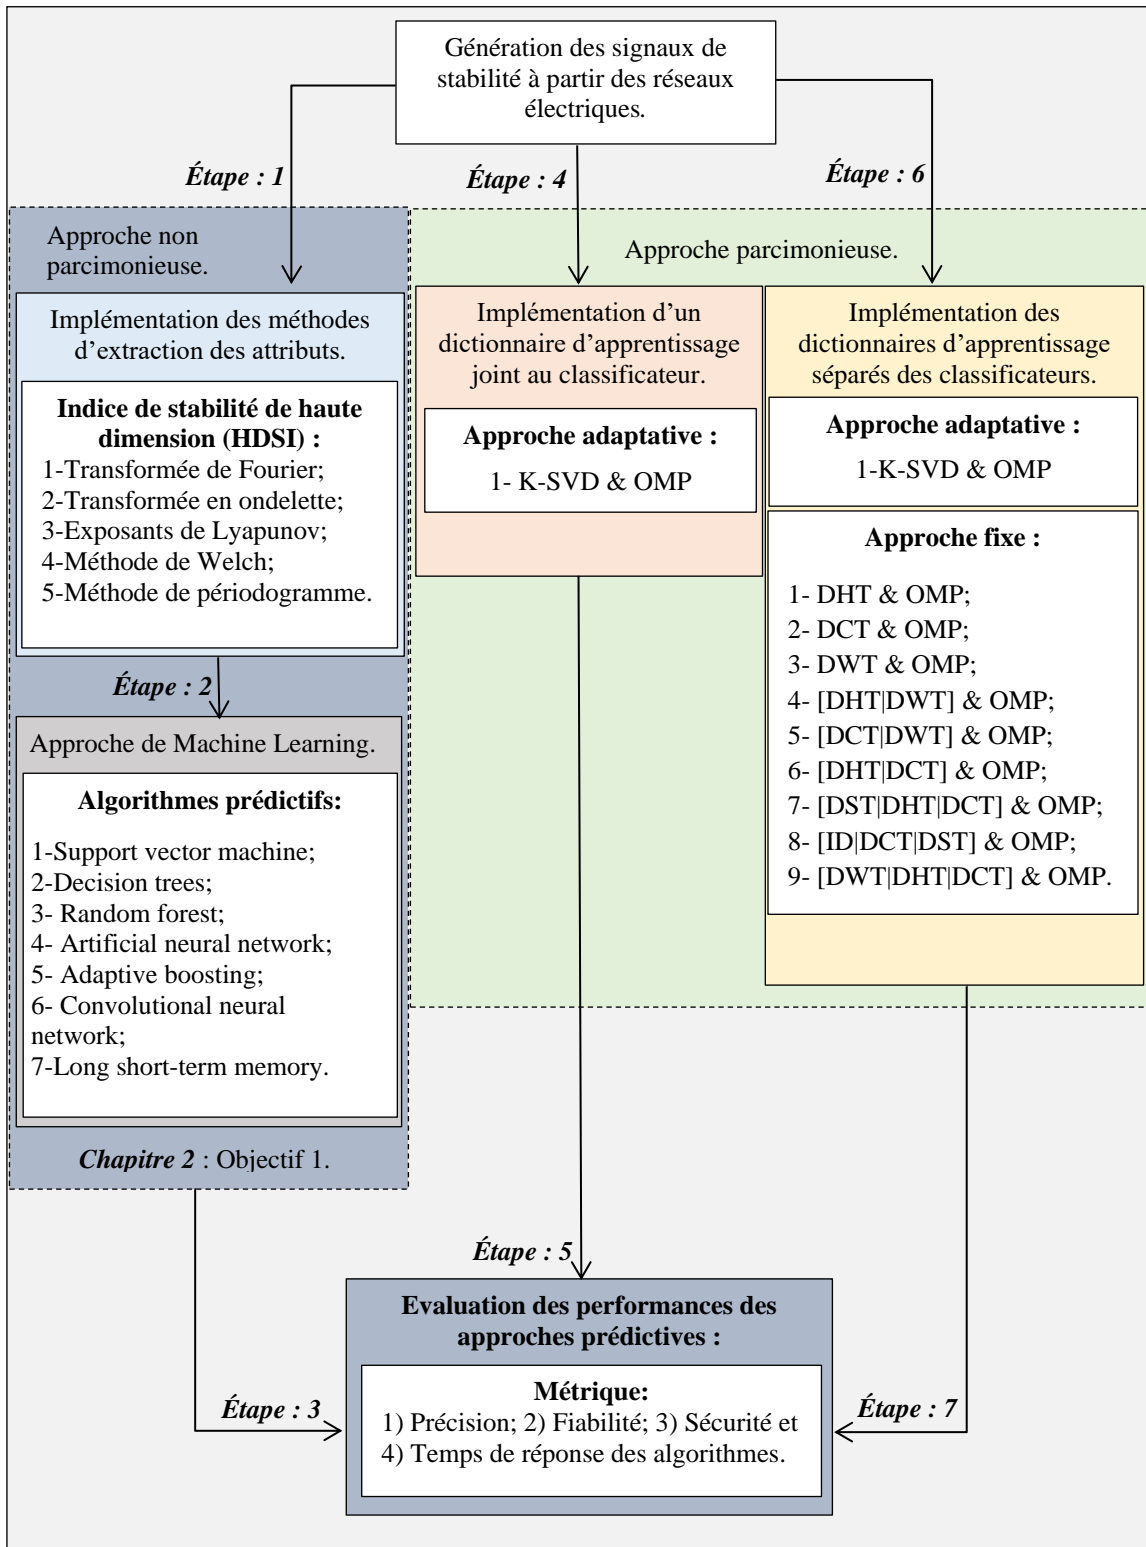 Génération des signaux de
stabilité à partir des réseaux
électriques.
Étape : 1
Étape : 4
Étape : 6
Approche non
parcimonieuse.
Implémentation des méthodes
d’extraction des attributs.
Indice de stabilité de haute
dimension (HDSI) :
1-Transformée de Fourier;
2-Transformée en ondelette;
3-Exposants de Lyapunov;
4-Méthode de Welch;
5-Méthode de périodogramme.
Étape : 2
Approche de Machine Learning.
Algorithmes prédictifs:
1-Support vector machine;
2-Decision trees;
3- Random forest;
4- Artificial neural network;
5- Adaptive boosting;
6- Convolutional neural
network;
7-Long short-term memory.
Chapitre 2 : Objectif 1.
Approche parcimonieuse.
Implémentation d’un
dictionnaire d’apprentissage
joint au classificateur.
Approche adaptative :
1- K-SVD & OMP
Implémentation des
dictionnaires d’apprentissage
séparés des classificateurs.
Approche adaptative :
1-K-SVD & OMP
Approche fixe :
1- DHT & OMP;
2- DCT & OMP;
3- DWT & OMP;
4- [DHT|DWT] & OMP;
5- [DCT|DWT] & OMP;
6- [DHT|DCT] & OMP;
7- [DST|DHT|DCT] & OMP;
8- [ID|DCT|DST] & OMP;
9- [DWT|DHT|DCT] & OMP.
Étape : 5
Étape : 3
Étape : 7
Evaluation des performances des
approches prédictives :
Métrique:
1) Précision; 2) Fiabilité; 3) Sécurité et
4) Temps de réponse des algorithmes.